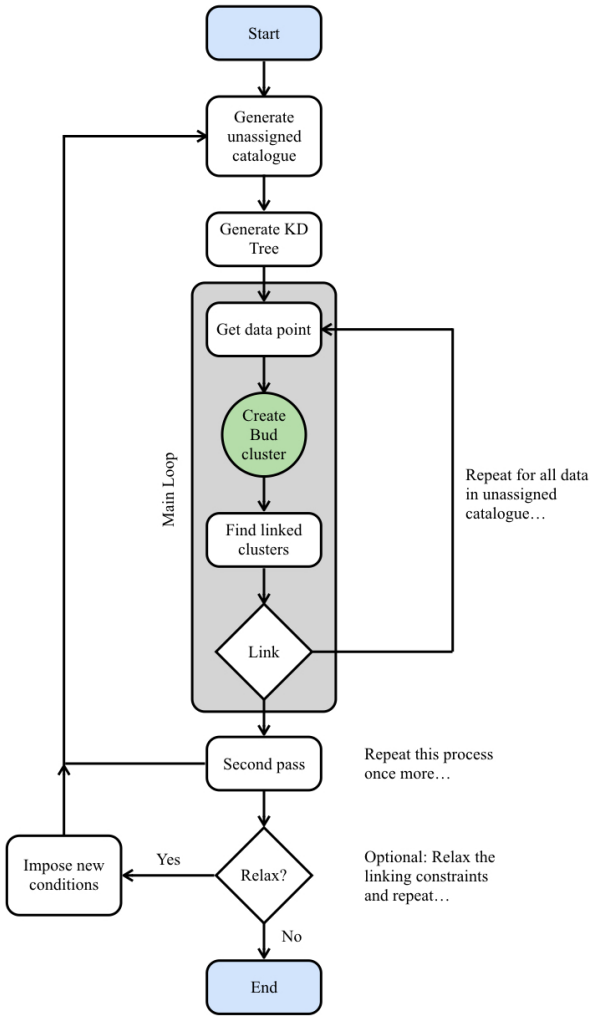 Start
Generate
unassigned
catalogue
Generate KD
Tree
Get data point
Create
Bud
cluster
Main Loop
Repeat for all data
in unassigned
catalogue…
Find linked
clusters
Link
Second pass
Repeat this process
once more…
Impose new
conditions
Yes
Relax?
Optional: Relax the
linking constraints
and repeat…
No
End